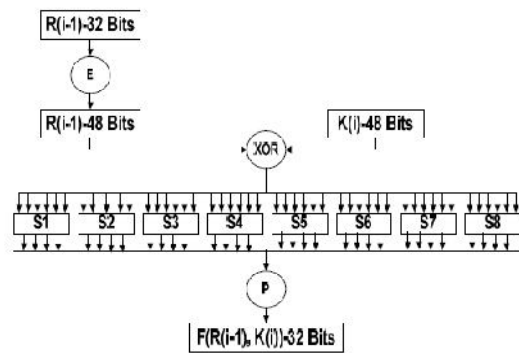 R(i-1)-32 Bits
E
R(i-1)-48 Bits
K(i)-48 Bits
XOR
S1 S2 S3 S4 S5 S6 S7 S8
P
F(R(i-1), K(i))-32 Bits